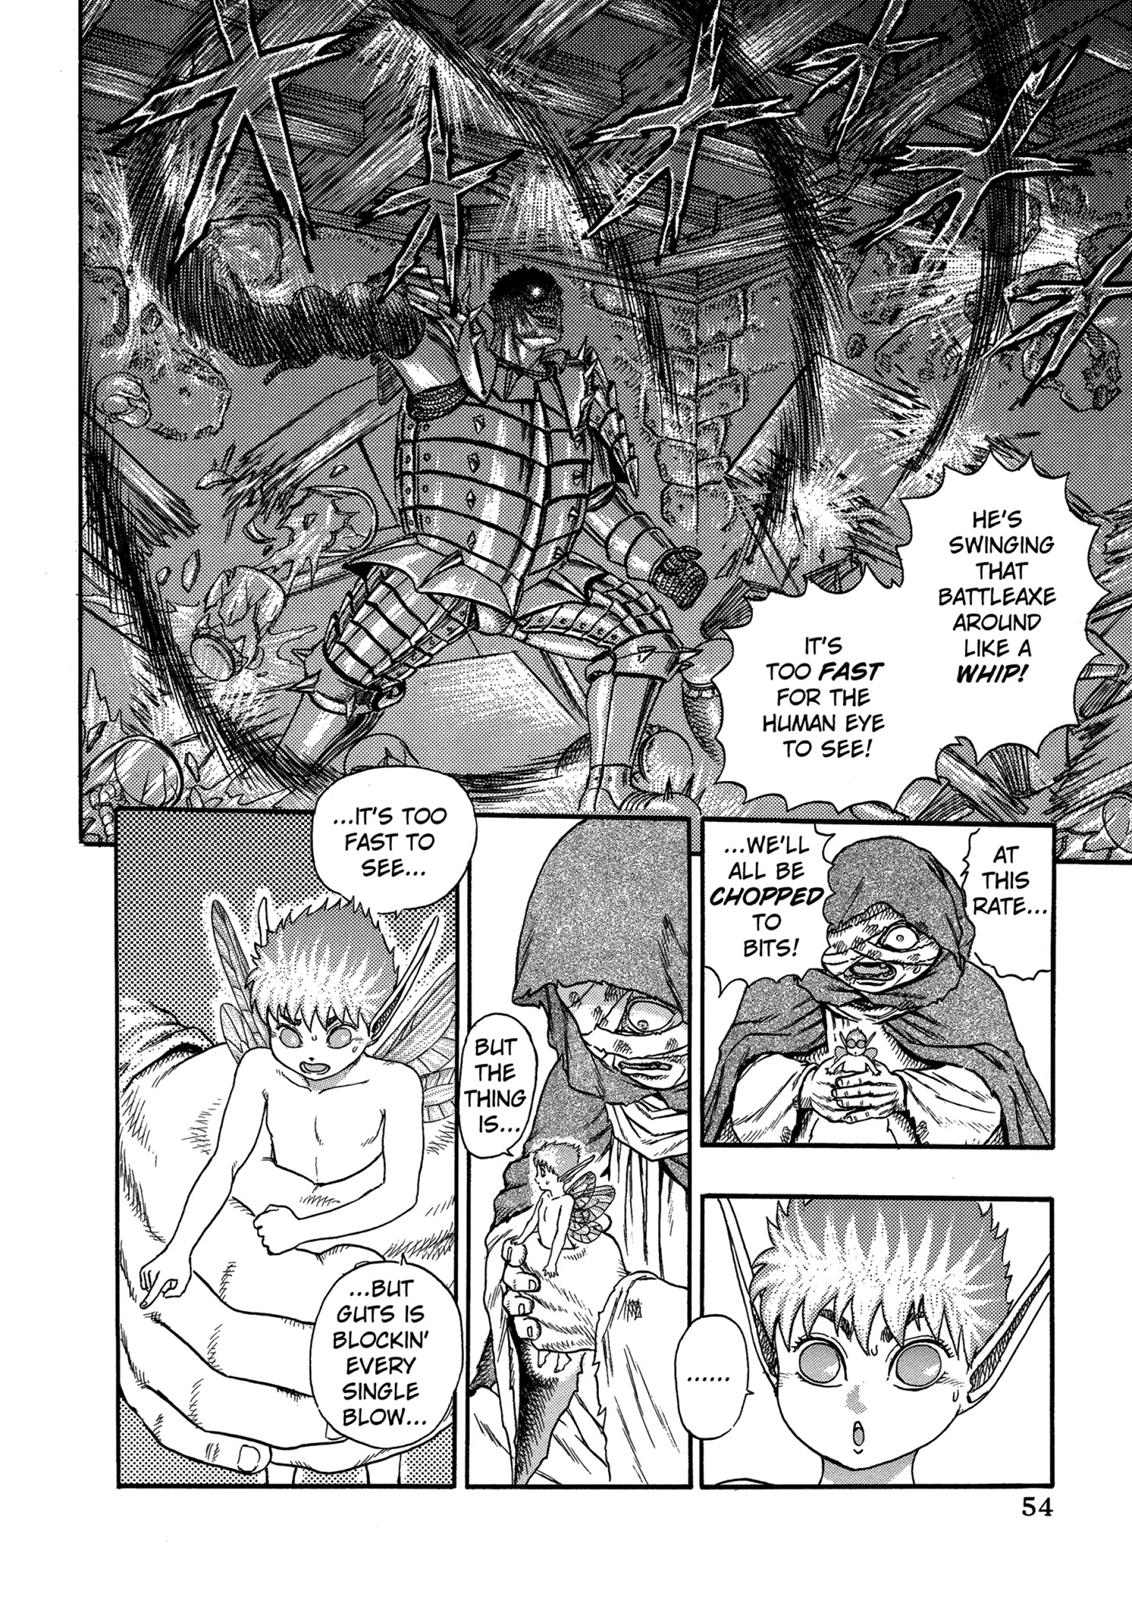 HE'S
SWINGING
THAT
BATTLEAXE
AROUND
LIKE A
WHIP!
IT'S
TOO FAST
FOR THE
HUMAN EYE
TO SEE!
AT
THIS
RATE...
...WE'LL
ALL BE
CHOPPED
TO
BITS!
......
BUT
THE
THING
IS...
...IT'S TOO
FAST TO
SEE...
...BUT
GUTS IS
BLOCKIN'
EVERY
SINGLE
BLOW...
54